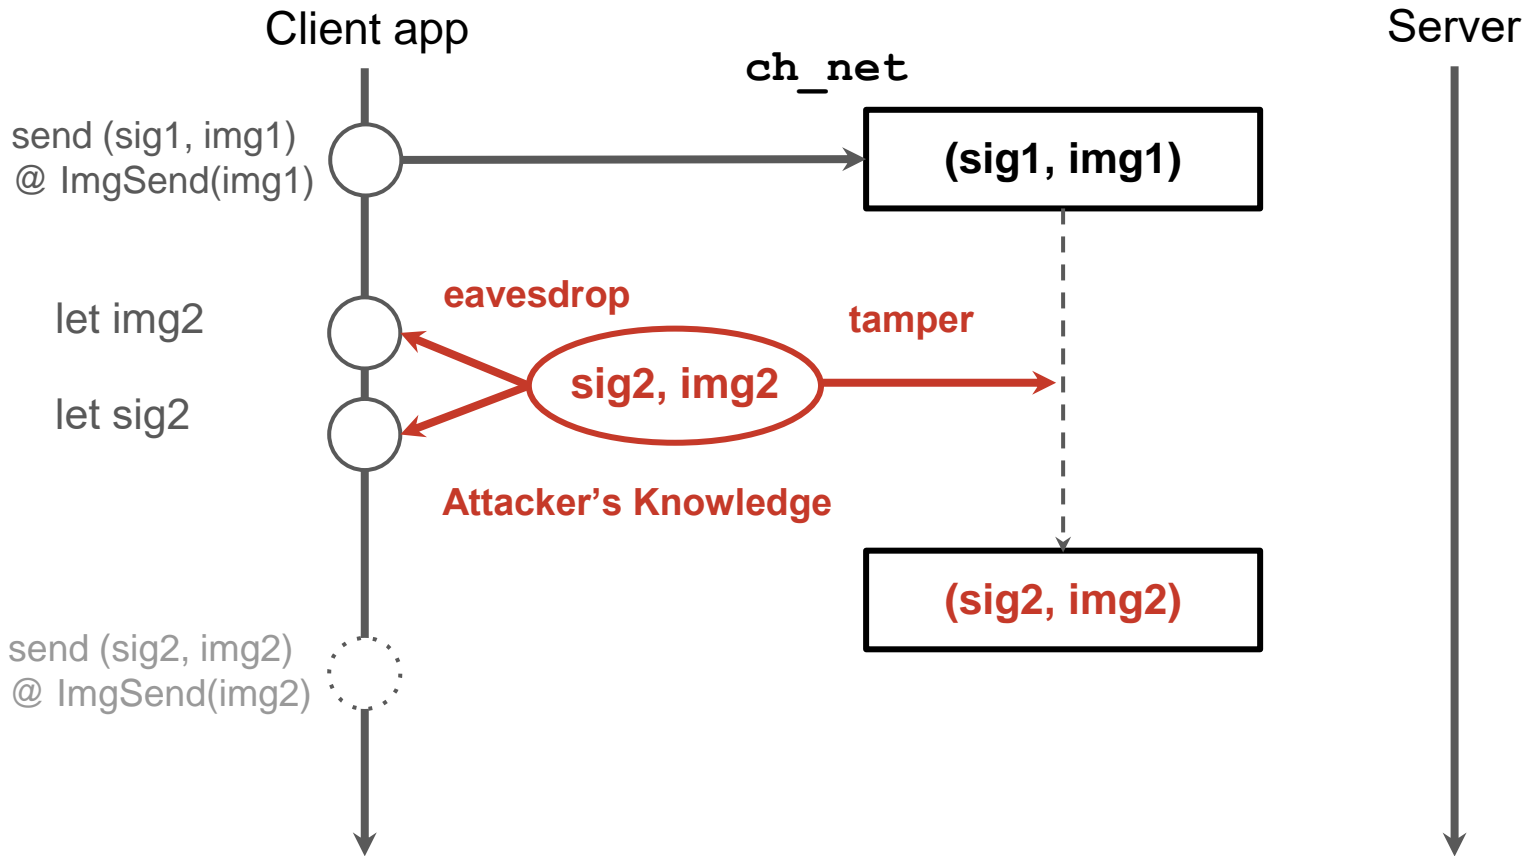 Client app
Server
ch_net
send (sig1, img1)
@ ImgSend(img1)
(sig1, img1)
let img2
eavesdrop
tamper
sig2, img2
let sig2
Attacker’s Knowledge
(sig2, img2)
send (sig2, img2)
@ ImgSend(img2)